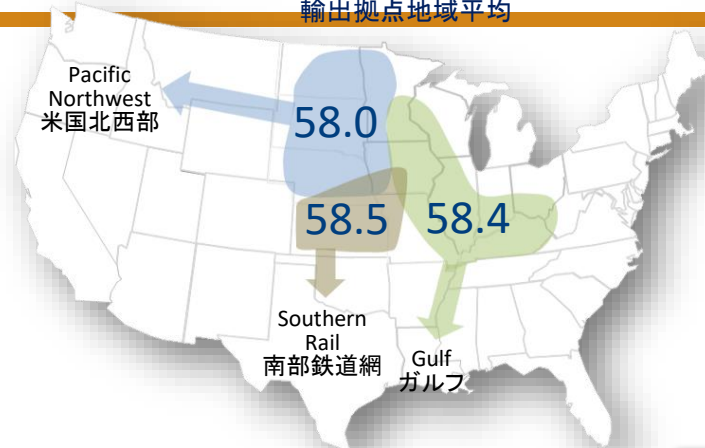 輸出拠点地域平均
Pacific
Northwest
米国北西部
58.0
58.5
58.4
Southern
Rail
南部鉄道網
Gulf
ガルフ